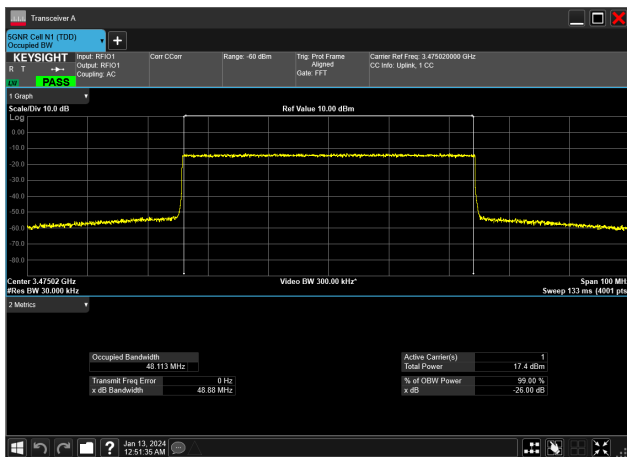 Transceiver A
5GNR Cell N1 (TDD)
Occupied BW
KEYSIGHT
R T
LV PASS
Input: RFIO1
Output: RFIO1
Coupling: AC
Corr CCorr
Range: -60 dBm
Trig: Prot Frame
Aligned
Gate: FFT
Carrier Ref Freq: 3.475020000 GHz
CC Info: Uplink, 1 CC
1 Graph
Scale/Div 10.0 dB
Ref Value 10.00 dBm
Log
0.00
-10.0
-20.0
-30.0
-40.0
-50.0
-60.0
-70.0
-80.0
Center 3.47502 GHz
Video BW 300.00 kHz*
Span 100 MH
#Res BW 30.000 kHz
Sweep 133 ms (4001 pts
2 Metrics
Occupied Bandwidth
48.113 MHz
Active Carrier(s) 1
Total Power 17.4 dBm
Transmit Freq Error 0 Hz
x dB Bandwidth 48.88 MHz
% of OBW Power 99.00 %
x dB -26.00 dB
?
Jan 13, 2024
12:51:35 AM